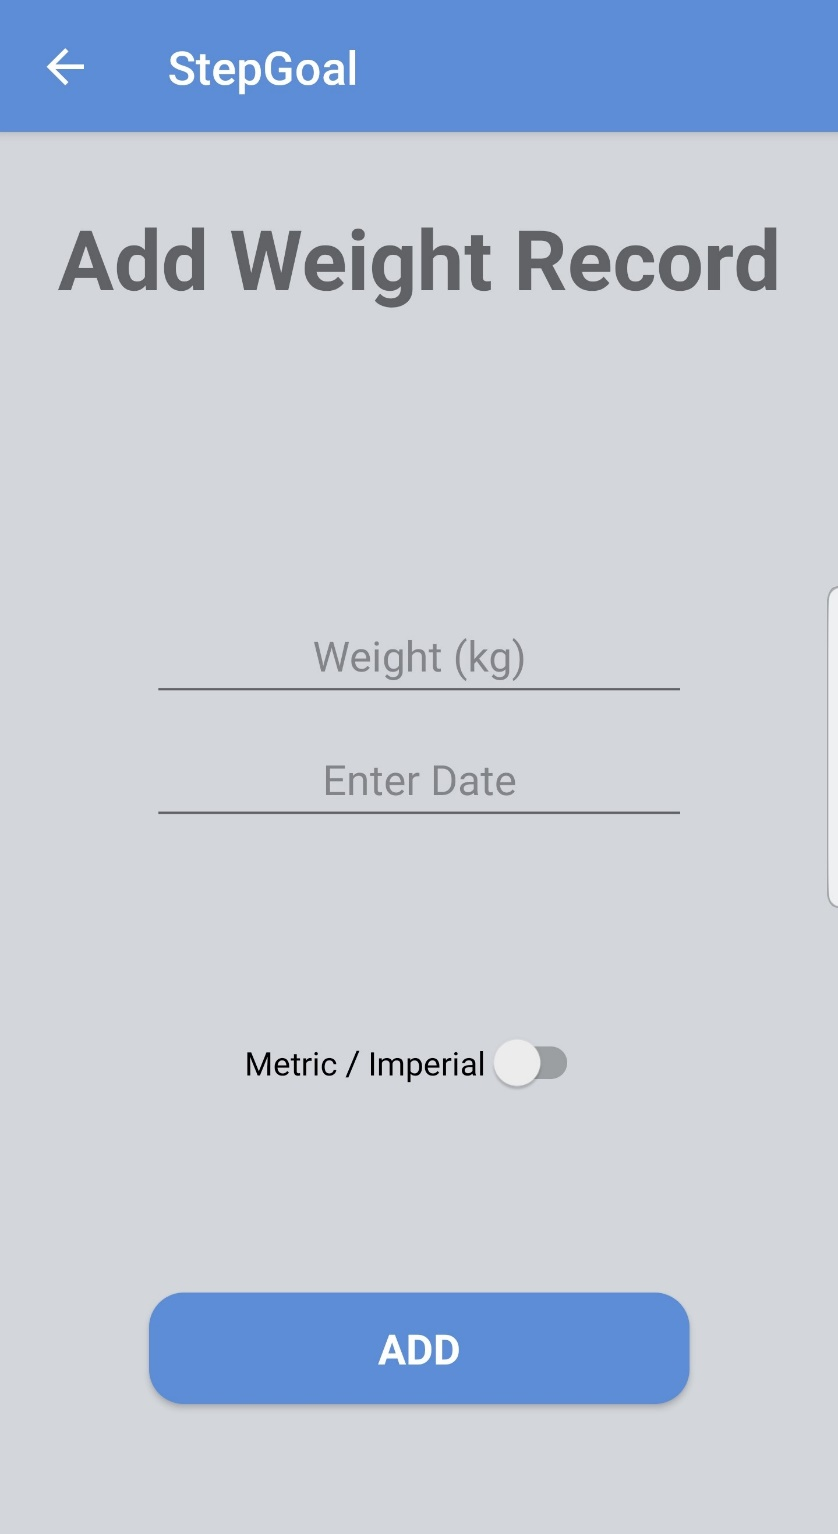 StepGoal
Add Weight Record
Weight (kg)
Enter Date
Metric / Imperial
ADD